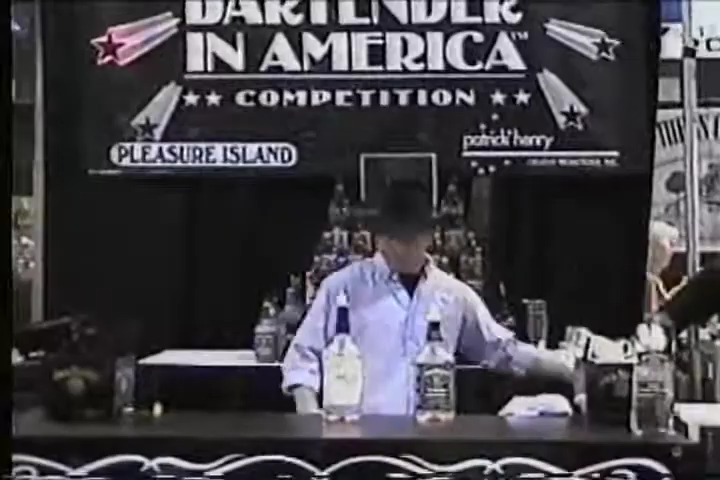 BARTENDER
IN AMERICA™
COMPETITION
PLEASURE ISLAND
patrick henry